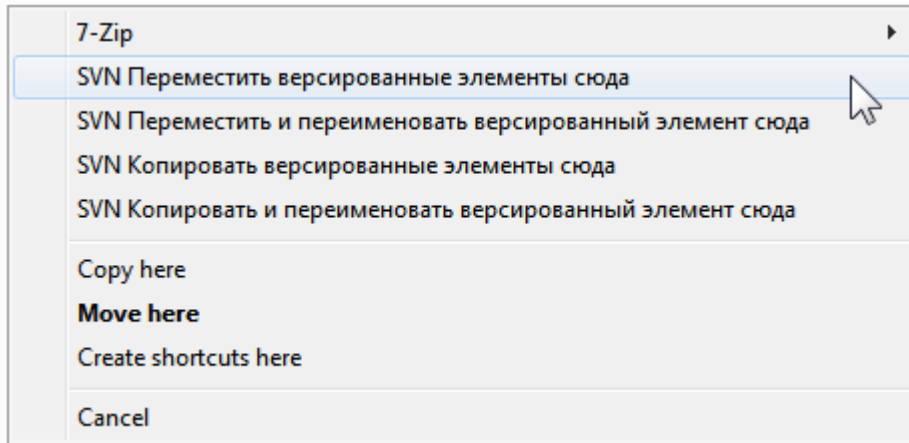 7-Zip
SVN Переместить версированные элементы сюда
SVN Переместить и переименовать версированный элемент сюда
SVN Копировать версированные элементы сюда
SVN Копировать и переименовать версированный элемент сюда
Copy here
Move here
Create shortcuts here
Cancel